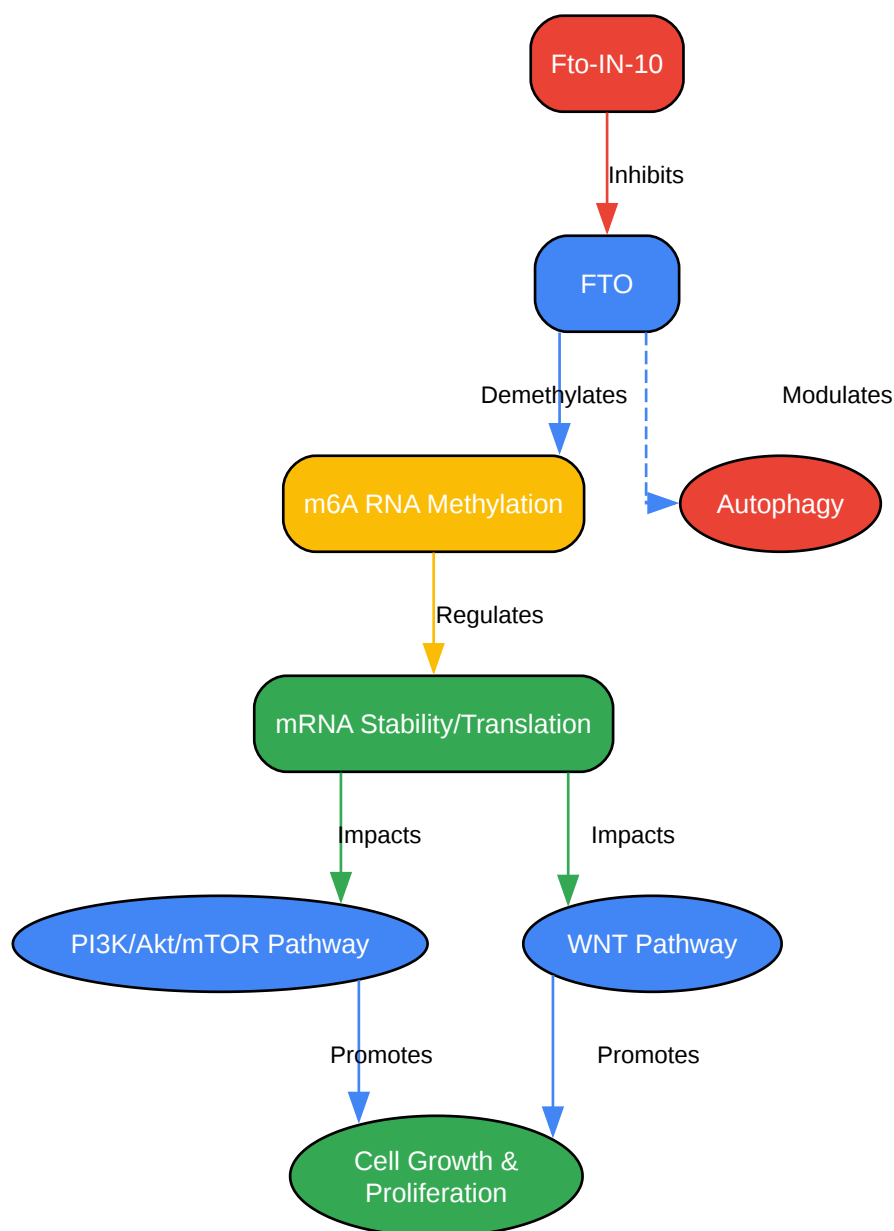 Fto-IN-10
Inhibits
FTO
Demethylates
Modulates
m6A RNA Methylation
Autophagy
Regulates
mRNA Stability/Translation
Impacts
Impacts
PI3K/Akt/mTOR Pathway
WNT Pathway
Promotes
Promotes
Cell Growth &
Proliferation